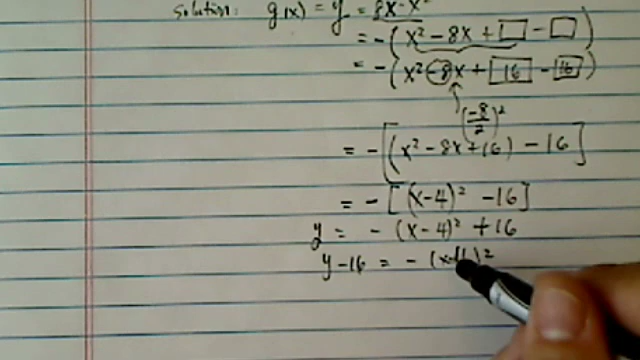 solution: g(x) = y = 8x - x²
= -(x² - 8x + □ - □)
= -(x² - 8x + 16 - 16)
(-8/2)²
= -[(x² - 8x + 16) - 16]
= -[(x-4)² - 16]
y = -(x-4)² + 16
y - 16 = -(x-4)²